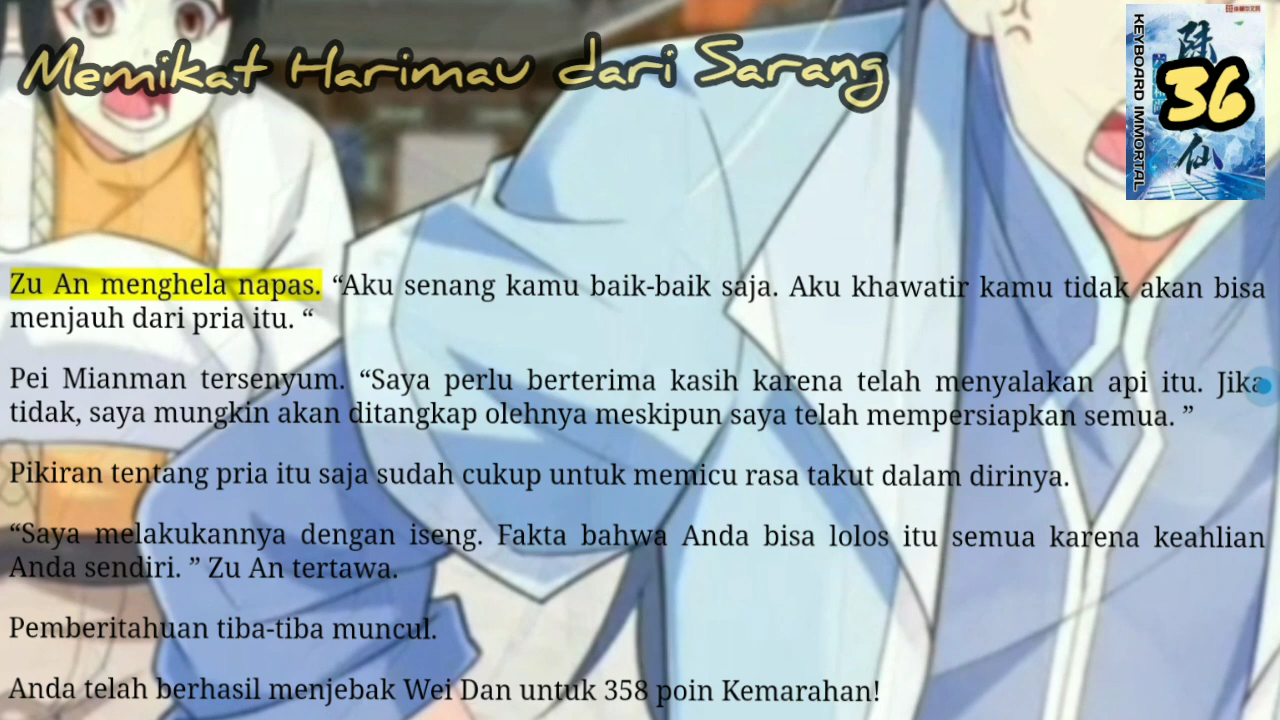 Memikat Harimau dari Sarang
KEYBOARD IMMORTAL
陆
36
仙
Zu An menghela napas. “Aku senang kamu baik-baik saja. Aku khawatir kamu tidak akan bisa
menjauh dari pria itu. “
Pei Mianman tersenyum. “Saya perlu berterima kasih karena telah menyalakan api itu. Jika
tidak, saya mungkin akan ditangkap olehnya meskipun saya telah mempersiapkan semua. ”
Pikiran tentang pria itu saja sudah cukup untuk memicu rasa takut dalam dirinya.
“Saya melakukannya dengan iseng. Fakta bahwa Anda bisa lolos itu semua karena keahlian
Anda sendiri. ” Zu An tertawa.
Pemberitahuan tiba-tiba muncul.
Anda telah berhasil menjebak Wei Dan untuk 358 poin Kemarahan!